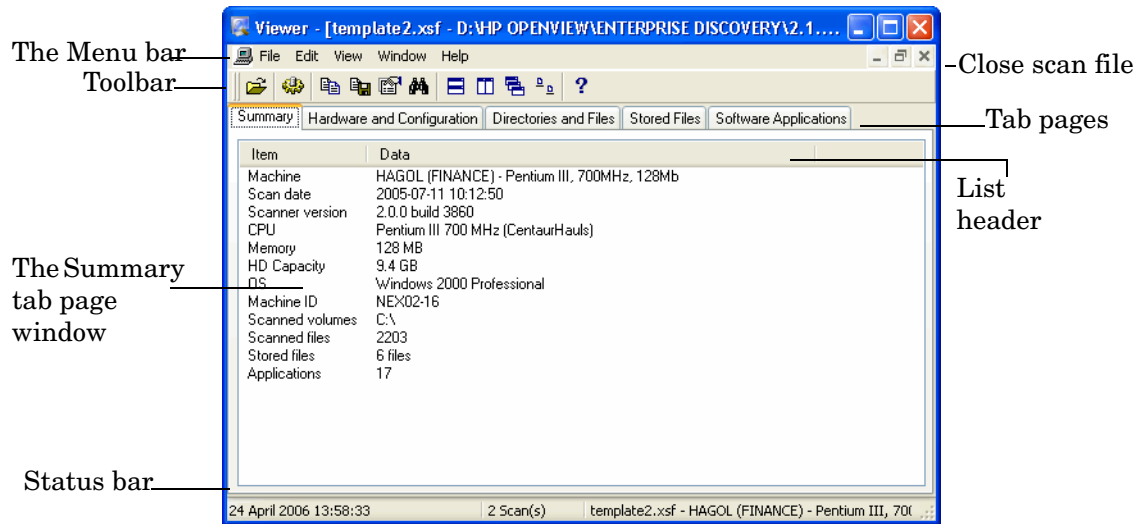 Viewer - [template2.xsf - D:\HP OPENVIEW\ENTERPRISE DISCOVERY\2.1....
The Menu bar
File Edit View Window Help
Close scan file
Toolbar
?
Summary Hardware and Configuration Directories and Files Stored Files Software Applications
Tab pages
Item Data
List header
Machine HAGOL (FINANCE) - Pentium III, 700MHz, 128Mb
Scan date 2005-07-11 10:12:50
Scanner version 2.0.0 build 3860
CPU Pentium III 700 MHz (CentaurHauls)
Memory 128 MB
HD Capacity 9.4 GB
OS Windows 2000 Professional
Machine ID NEX02-16
Scanned volumes C:\
Scanned files 2203
Stored files 6 files
Applications 17
The Summary
tab page
window
Status bar
24 April 2006 13:58:33 2 Scan(s) template2.xsf - HAGOL (FINANCE) - Pentium III, 70(